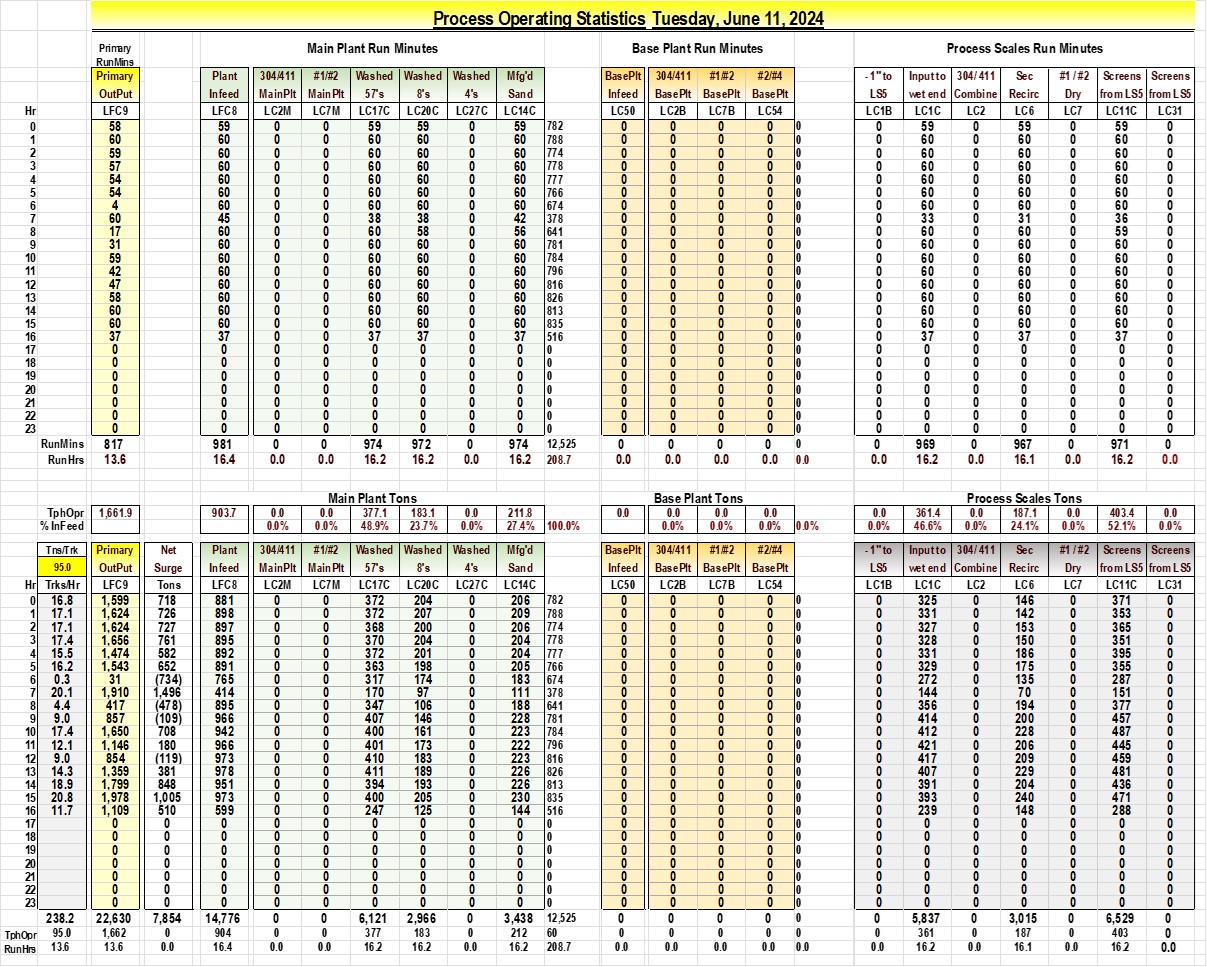 Process Operating Statistics Tuesday, June 11, 2024
Primary Main Plant Run Minutes Base Plant Run Minutes Process Scales Run Minutes
RunMins
Primary Plant 304/411 #1/#2 Washed Washed Washed Mfg'd BasePlt 304/411 #1/#2 #2/#4 - 1" to Input to 304/ 411 Sec #1 / #2 Screens Screens
OutPut Infeed MainPlt MainPlt 57's 8's 4's Sand Infeed BasePlt BasePlt BasePlt LS5 wet end Combine Recirc Dry from LS5 from LS5
Hr LFC9 LFC8 LC2M LC7M LC17C LC20C LC27C LC14C LC50 LC2B LC7B LC54 LC1B LC1C LC2 LC6 LC7 LC11C LC31
0 58 59 0 0 59 59 0 59 782 0 0 0 0 0 0 59 0 59 0 59 0
1 60 60 0 0 60 60 0 60 788 0 0 0 0 0 0 60 0 60 0 60 0
2 59 60 0 0 60 60 0 60 774 0 0 0 0 0 0 60 0 60 0 60 0
3 57 60 0 0 60 60 0 60 778 0 0 0 0 0 0 60 0 60 0 60 0
4 54 60 0 0 60 60 0 60 777 0 0 0 0 0 0 60 0 60 0 60 0
5 54 60 0 0 60 60 0 60 766 0 0 0 0 0 0 60 0 60 0 60 0
6 4 60 0 0 60 60 0 60 674 0 0 0 0 0 0 60 0 60 0 60 0
7 60 45 0 0 38 38 0 42 378 0 0 0 0 0 0 33 0 31 0 36 0
8 17 60 0 0 60 58 0 56 641 0 0 0 0 0 0 60 0 60 0 59 0
9 31 60 0 0 60 60 0 60 781 0 0 0 0 0 0 60 0 60 0 60 0
10 59 60 0 0 60 60 0 60 784 0 0 0 0 0 0 60 0 60 0 60 0
11 42 60 0 0 60 60 0 60 796 0 0 0 0 0 0 60 0 60 0 60 0
12 47 60 0 0 60 60 0 60 816 0 0 0 0 0 0 60 0 60 0 60 0
13 58 60 0 0 60 60 0 60 826 0 0 0 0 0 0 60 0 60 0 60 0
14 60 60 0 0 60 60 0 60 813 0 0 0 0 0 0 60 0 60 0 60 0
15 60 60 0 0 60 60 0 60 835 0 0 0 0 0 0 60 0 60 0 60 0
16 37 37 0 0 37 37 0 37 516 0 0 0 0 0 0 37 0 37 0 37 0
17 0 0 0 0 0 0 0 0 0 0 0 0 0 0 0 0 0 0 0 0 0
18 0 0 0 0 0 0 0 0 0 0 0 0 0 0 0 0 0 0 0 0 0
19 0 0 0 0 0 0 0 0 0 0 0 0 0 0 0 0 0 0 0 0 0
20 0 0 0 0 0 0 0 0 0 0 0 0 0 0 0 0 0 0 0 0 0
21 0 0 0 0 0 0 0 0 0 0 0 0 0 0 0 0 0 0 0 0 0
22 0 0 0 0 0 0 0 0 0 0 0 0 0 0 0 0 0 0 0 0 0
23 0 0 0 0 0 0 0 0 0 0 0 0 0 0 0 0 0 0 0 0 0
RunMins 817 981 0 0 974 972 0 974 12,525 0 0 0 0 0 0 969 0 967 0 971 0
Run Hrs 13.6 16.4 0.0 0.0 16.2 16.2 0.0 16.2 208.7 0.0 0.0 0.0 0.0 0.0 0.0 16.2 0.0 16.1 0.0 16.2 0.0
Main Plant Tons Base Plant Tons Process Scales Tons
TphOpr 1,661.9 903.7 0.0 0.0 377.1 183.1 0.0 211.8 0.0 0.0 0.0 0.0 0.0 361.4 0.0 187.1 0.0 403.4 0.0
% InFeed 0.0% 0.0% 48.9% 23.7% 0.0% 27.4% 100.0% 0.0% 0.0% 0.0% 0.0% 0.0% 46.6% 0.0% 24.1% 0.0% 52.1% 0.0%
Tns/Trk Primary Net Plant 304/411 #1/#2 Washed Washed Washed Mfg'd BasePlt 304/411 #1/#2 #2/#4 - 1" to Input to 304/ 411 Sec #1 / #2 Screens Screens
95.0 OutPut Surge Infeed MainPlt MainPlt 57's 8's 4's Sand Infeed BasePlt BasePlt BasePlt LS5 wet end Combine Recirc Dry from LS5 from LS5
Hr Trks/Hr LFC9 Tons LFC8 LC2M LC7M LC17C LC20C LC27C LC14C LC50 LC2B LC7B LC54 LC1B LC1C LC2 LC6 LC7 LC11C LC31
0 16.8 1,599 718 881 0 0 372 204 0 206 782 0 0 0 0 0 0 325 0 146 0 371 0
1 17.1 1,624 726 898 0 0 372 207 0 209 788 0 0 0 0 0 0 331 0 142 0 353 0
2 17.1 1,624 727 897 0 0 368 200 0 206 774 0 0 0 0 0 0 327 0 153 0 365 0
3 17.4 1,656 761 895 0 0 370 204 0 204 778 0 0 0 0 0 0 328 0 150 0 351 0
4 15.5 1,474 582 892 0 0 372 201 0 204 777 0 0 0 0 0 0 331 0 186 0 395 0
5 16.2 1,543 652 891 0 0 363 198 0 205 766 0 0 0 0 0 0 329 0 175 0 355 0
6 0.3 31 (734) 765 0 0 317 174 0 183 674 0 0 0 0 0 0 272 0 135 0 287 0
7 20.1 1,910 1,496 414 0 0 170 97 0 111 378 0 0 0 0 0 0 144 0 70 0 151 0
8 4.4 417 (478) 895 0 0 347 106 0 188 641 0 0 0 0 0 0 356 0 194 0 377 0
9 9.0 857 (109) 966 0 0 407 146 0 228 781 0 0 0 0 0 0 414 0 200 0 457 0
10 17.4 1,650 708 942 0 0 400 161 0 223 784 0 0 0 0 0 0 412 0 228 0 487 0
11 12.1 1,146 180 966 0 0 401 173 0 222 796 0 0 0 0 0 0 421 0 206 0 445 0
12 9.0 854 (119) 973 0 0 410 183 0 223 816 0 0 0 0 0 0 417 0 209 0 459 0
13 14.3 1,359 381 978 0 0 411 189 0 226 826 0 0 0 0 0 0 407 0 229 0 481 0
14 18.9 1,799 848 951 0 0 394 193 0 226 813 0 0 0 0 0 0 391 0 204 0 436 0
15 20.8 1,978 1,005 973 0 0 400 205 0 230 835 0 0 0 0 0 0 393 0 240 0 471 0
16 11.7 1,109 510 599 0 0 247 125 0 144 516 0 0 0 0 0 0 239 0 148 0 288 0
17 0 0 0 0 0 0 0 0 0 0 0 0 0 0 0 0 0 0 0 0 0 0
18 0 0 0 0 0 0 0 0 0 0 0 0 0 0 0 0 0 0 0 0 0 0
19 0 0 0 0 0 0 0 0 0 0 0 0 0 0 0 0 0 0 0 0 0 0
20 0 0 0 0 0 0 0 0 0 0 0 0 0 0 0 0 0 0 0 0 0 0
21 0 0 0 0 0 0 0 0 0 0 0 0 0 0 0 0 0 0 0 0 0 0
22 0 0 0 0 0 0 0 0 0 0 0 0 0 0 0 0 0 0 0 0 0 0
23 0 0 0 0 0 0 0 0 0 0 0 0 0 0 0 0 0 0 0 0 0 0
238.2 22,630 7,854 14,776 0 0 6,121 2,966 0 3,438 12,525 0 0 0 0 0 0 5,837 0 3,015 0 6,529 0
TphOpr 95.0 1,662 0 904 0 0 377 183 0 212 60 0 0 0 0 0 0 361 0 187 0 403 0
RunHrs 13.6 13.6 0.0 16.4 0.0 0.0 16.2 16.2 0.0 16.2 208.7 0.0 0.0 0.0 0.0 0.0 0.0 16.2 0.0 16.1 0.0 16.2 0.0